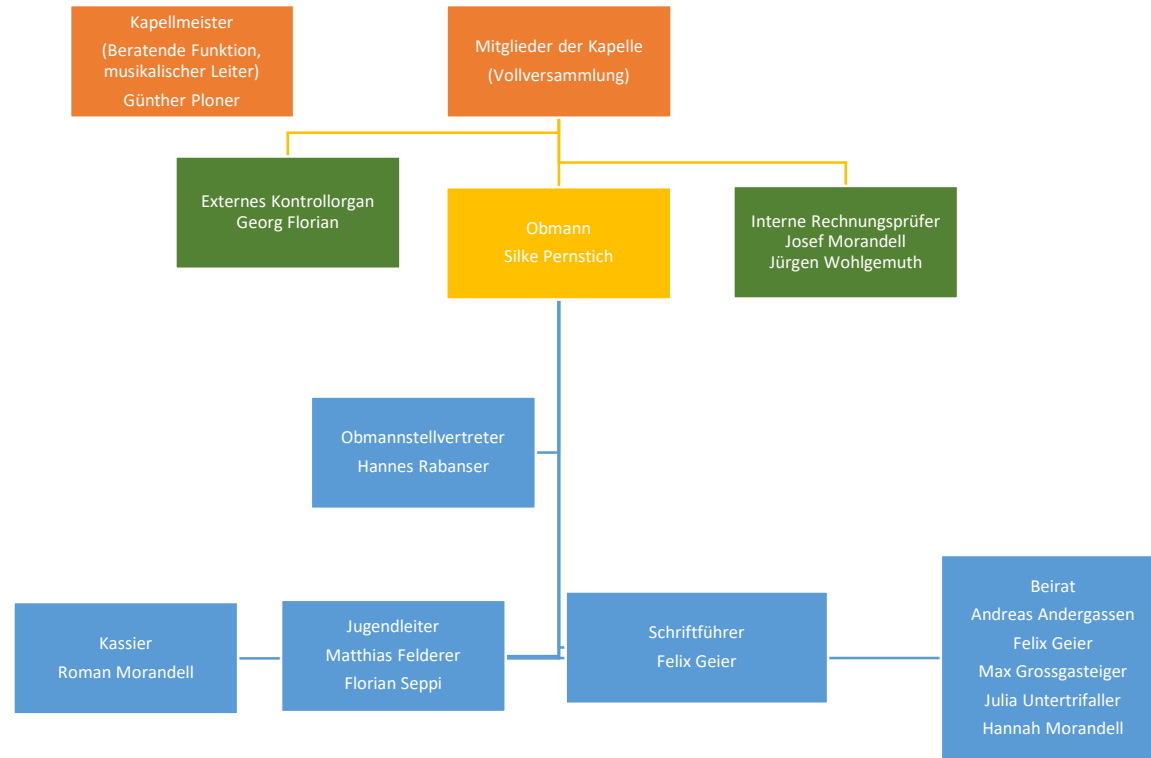 Kapellmeister
(Beratende Funktion,
musikalischer Leiter)
Günther Ploner
Mitglieder der Kapelle
(Vollversammlung)
Externes Kontrollorgan
Georg Florian
Obmann
Silke Pernstich
Interne Rechnungsprüfer
Josef Morandell
Jürgen Wohlgemuth
Obmannstellvertreter
Hannes Rabanser
Kassier
Roman Morandell
Jugendleiter
Matthias Felderer
Florian Seppi
Schriftführer
Felix Geier
Beirat
Andreas Andergassen
Felix Geier
Max Grossgasteiger
Julia Untertrifaller
Hannah Morandell